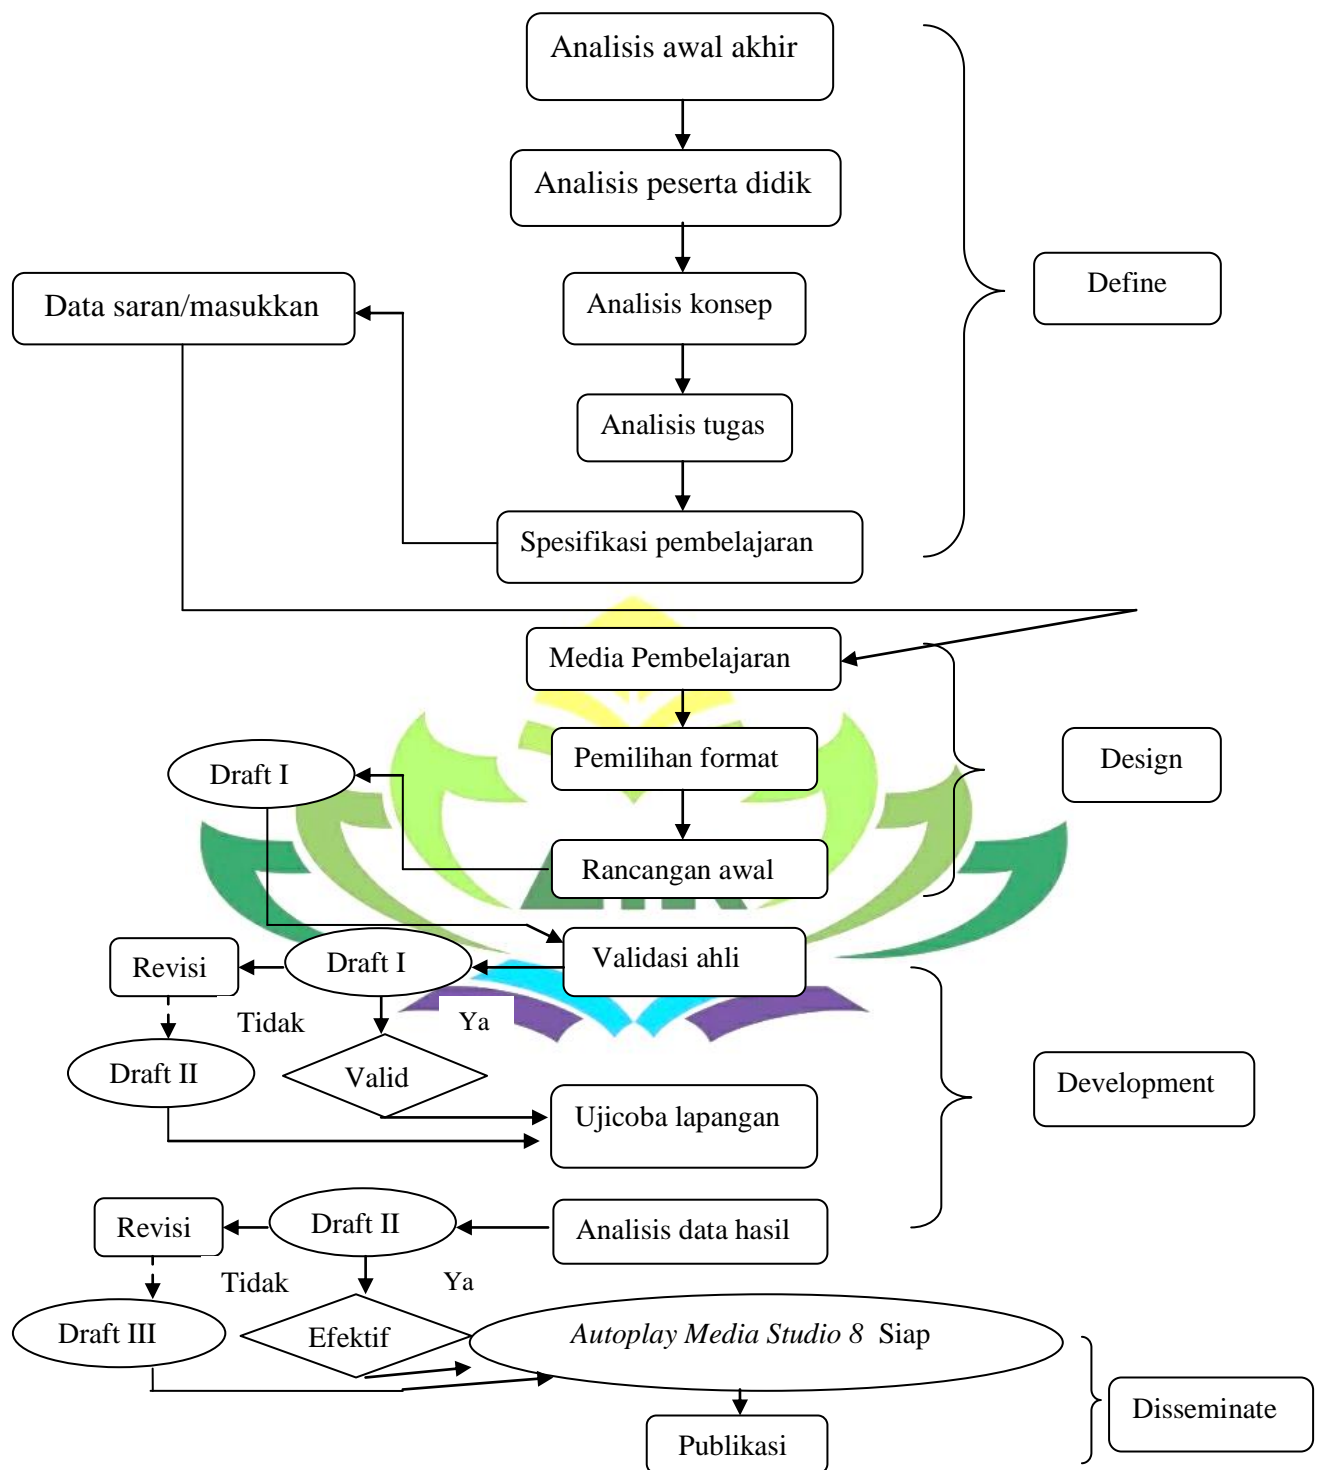 Analisis awal akhir
Analisis peserta didik
Define
Data saran/masukkan
Analisis konsep
Analisis tugas
Spesifikasi pembelajaran
Media Pembelajaran
Pemilihan format
Design
Draft I
Rancangan awal
Validasi ahli
Draft I
Revisi
Tidak
Ya
Draft II
Valid
Development
Ujicoba lapangan
Analisis data hasil
Draft II
Revisi
Tidak
Ya
Draft III
Efektif
Autoplay Media Studio 8 Siap
Disseminate
Publikasi